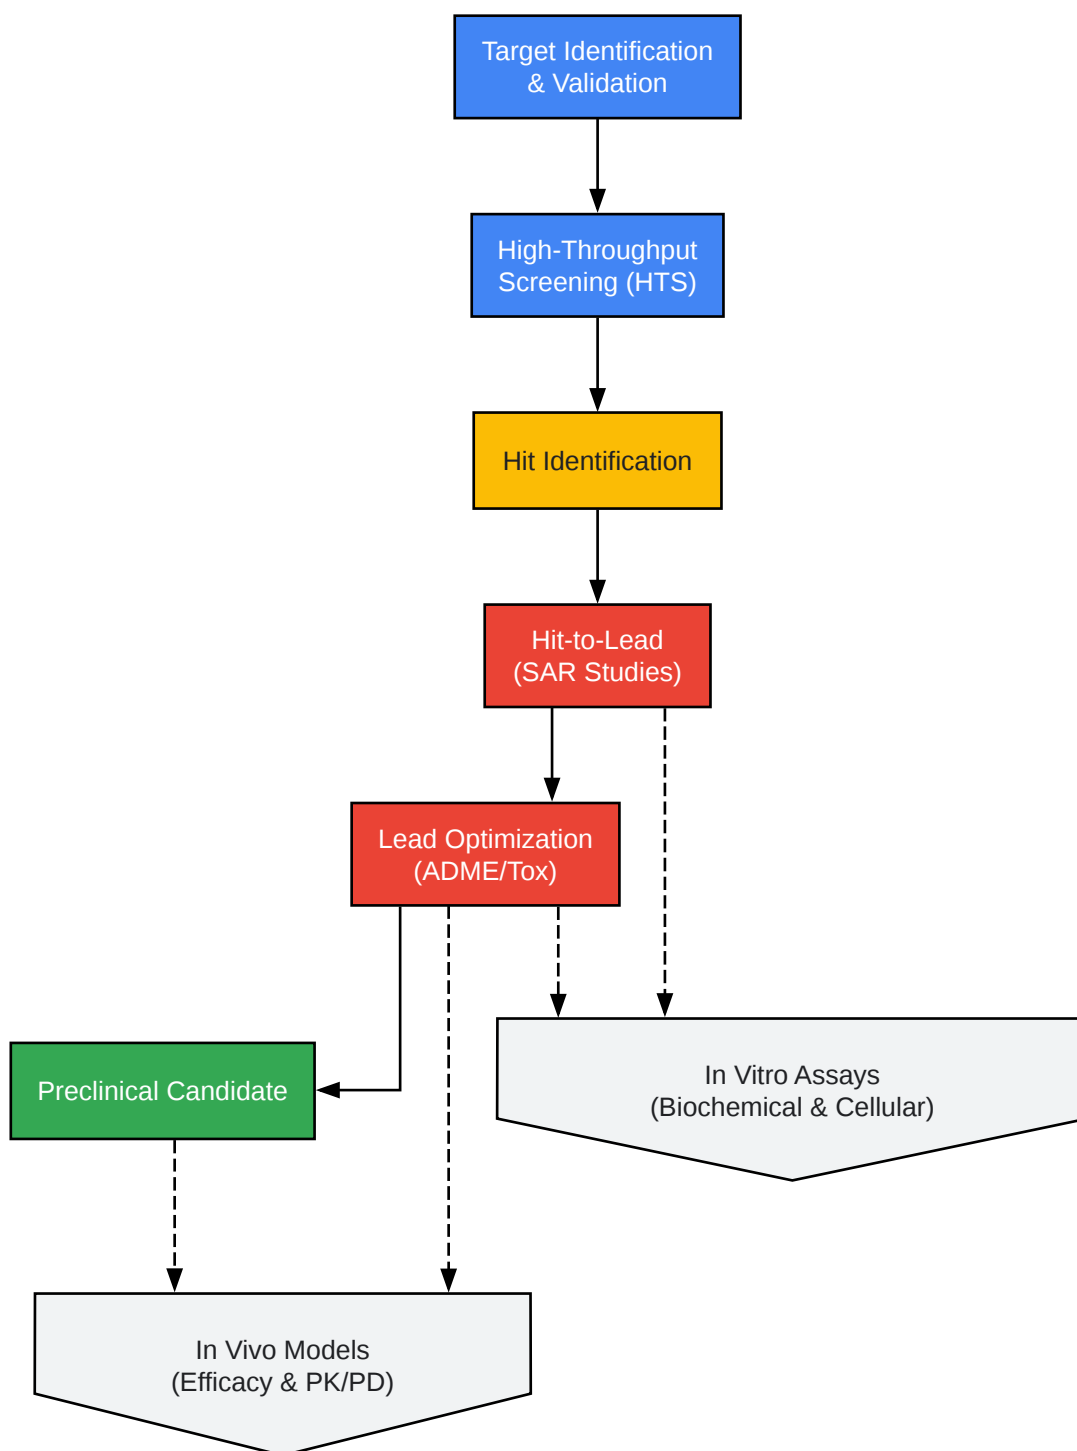 Target Identification
& Validation
High-Throughput
Screening (HTS)
Hit Identification
Hit-to-Lead
(SAR Studies)
Lead Optimization
(ADME/Tox)
Preclinical Candidate
In Vitro Assays
(Biochemical & Cellular)
In Vivo Models
(Efficacy & PK/PD)